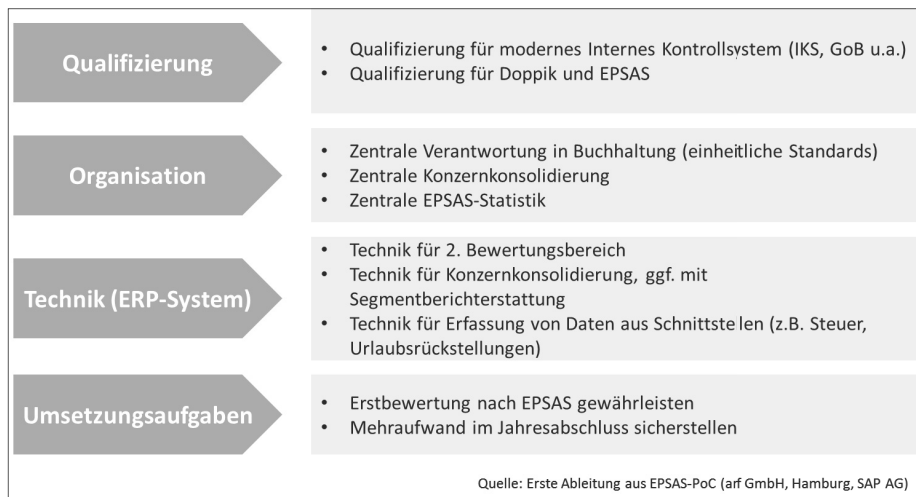 Qualifizierung
• Qualifizierung für modernes Internes Kontrollsystem (IKS, GoB u.a.)
• Qualifizierung für Doppik und EPSAS
Organisation
• Zentrale Verantwortung in Buchhaltung (einheitliche Standards)
• Zentrale Konzernkonsolidierung
• Zentrale EPSAS-Statistik
Technik (ERP-System)
• Technik für 2. Bewertungsbereich
• Technik für Konzernkonsolidierung, ggf. mit
Segmentberichterstattung
• Technik für Erfassung von Daten aus Schnittste len (z.B. Steuer,
Urlaubsrückstellungen)
Umsetzungsaufgaben
• Erstbewertung nach EPSAS gewährleisten
• Mehraufwand im Jahresabschluss sicherstellen
Quelle: Erste Ableitung aus EPSAS-PoC (arf GmbH, Hamburg, SAP AG)